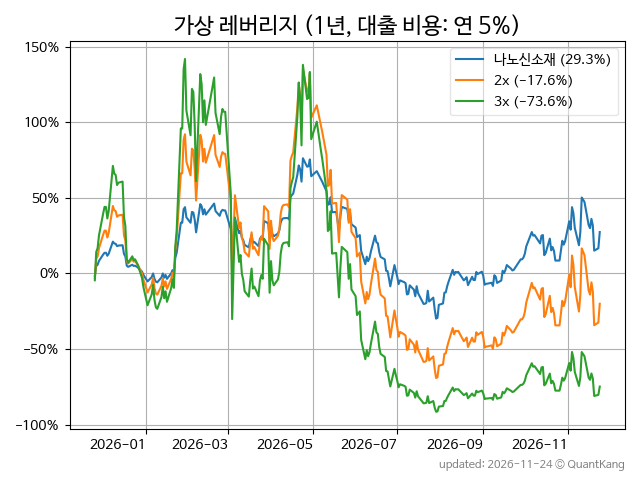 가상 레버리지 (1년, 대출 비용: 연 5%)
150%
100%
50%
0%
−50%
−100%
나노신소재 (29.3%)
2x (−17.6%)
3x (−73.6%)
2026-01
2026-03
2026-05
2026-07
2026-09
2026-11
updated: 2026-11-24 © QuantKang